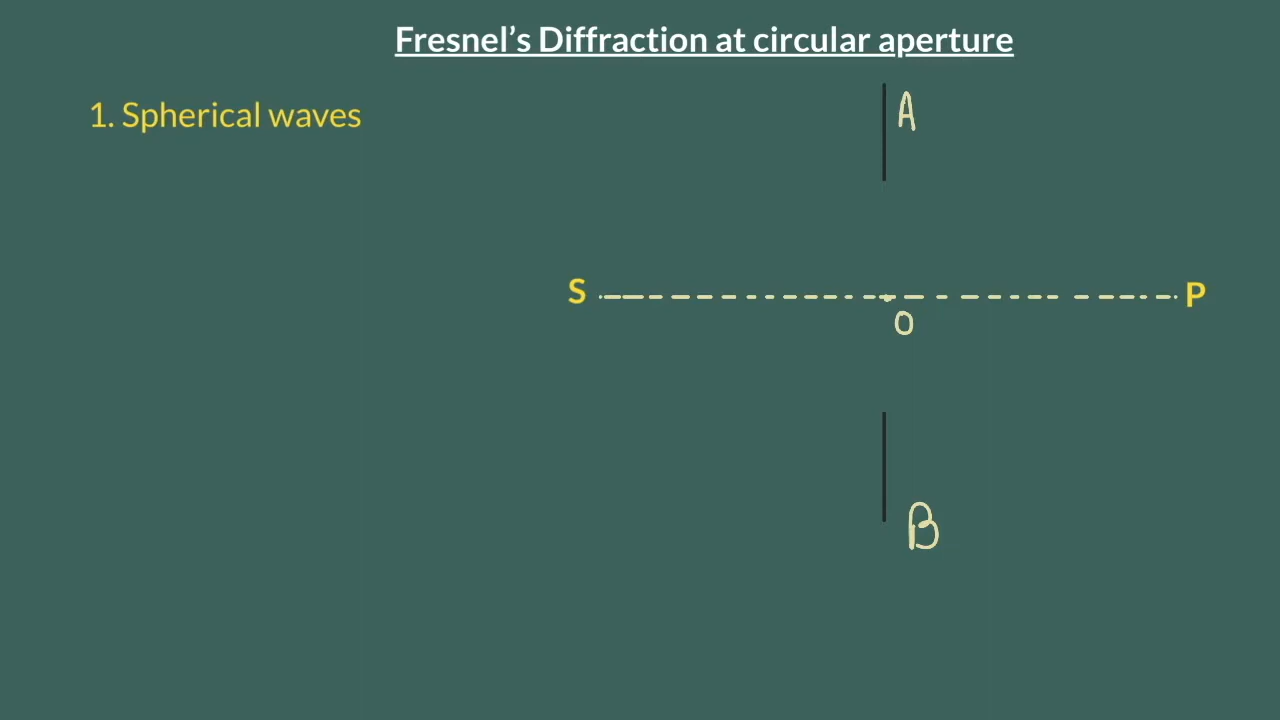 Fresnel’s Diffraction at circular aperture
1. Spherical waves
A
S
P
O
B